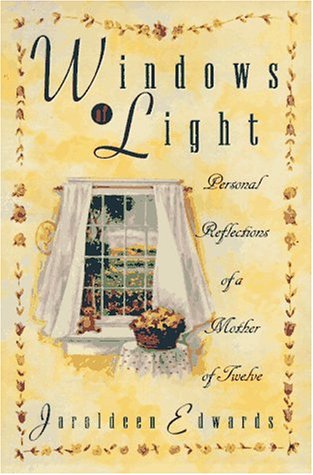 Windows
of
Light
Personal
Reflections
of a
Mother
of Twelve
Jaroldeen Edwards